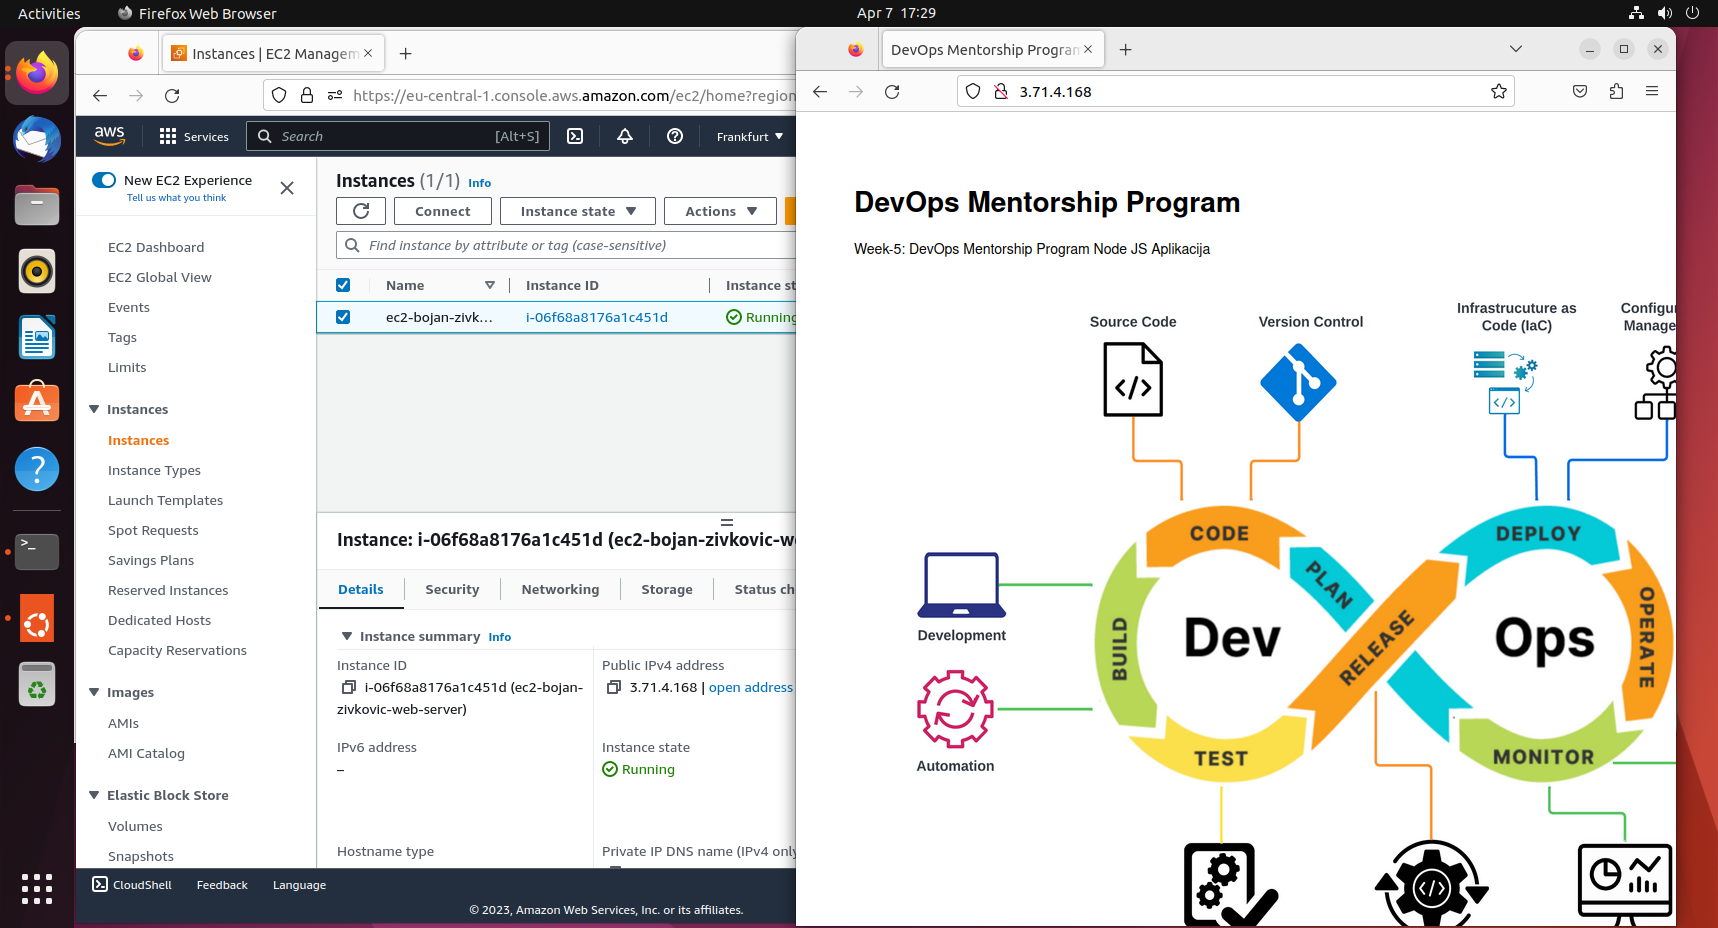 Activities
Firefox Web Browser
Apr 7 17:29
Instances | EC2 Managem
https://eu-central-1.console.aws.amazon.com/ec2/home?region
aws
Services
Search
[Alt+S]
Frankfurt
New EC2 Experience
Tell us what you think
EC2 Dashboard
EC2 Global View
Events
Tags
Limits
Instances
Instances
Instance Types
Launch Templates
Spot Requests
Savings Plans
Reserved Instances
Dedicated Hosts
Capacity Reservations
Images
AMIs
AMI Catalog
Elastic Block Store
Volumes
Snapshots
Instances (1/1) Info
Connect
Instance state
Actions
Find instance by attribute or tag (case-sensitive)
Name
Instance ID
Instance st
ec2-bojan-zivk...
i-06f68a8176a1c451d
Running
Instance: i-06f68a8176a1c451d (ec2-bojan-zivkovic-w
Details
Security
Networking
Storage
Status ch
Instance summary Info
Instance ID
i-06f68a8176a1c451d (ec2-bojan-
zivkovic-web-server)
Public IPv4 address
3.71.4.168 | open address
IPv6 address
–
Instance state
Running
Hostname type
Private IP DNS name (IPv4 only
CloudShell
Feedback
Language
© 2023, Amazon Web Services, Inc. or its affiliates.
DevOps Mentorship Program
3.71.4.168
DevOps Mentorship Program
Week-5: DevOps Mentorship Program Node JS Aplikacija
Source Code
Version Control
Infrastrucuture as
Code (IaC)
Configur
Manage
CODE
PLAN
BUILD
TEST
RELEASE
DEPLOY
OPERATE
MONITOR
Dev
Ops
Development
Automation